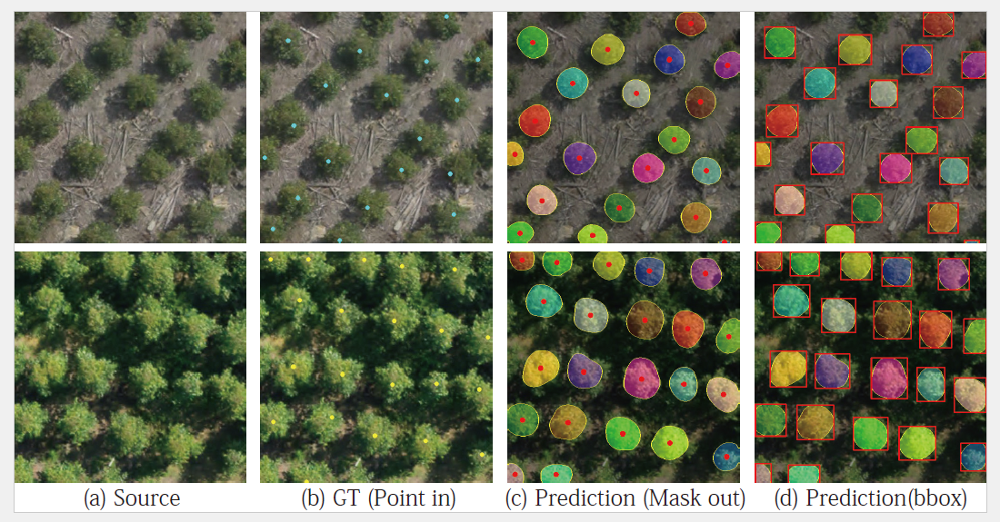 (a) Source
(b) GT (Point in)
(c) Prediction (Mask out)
(d) Prediction(bbox)